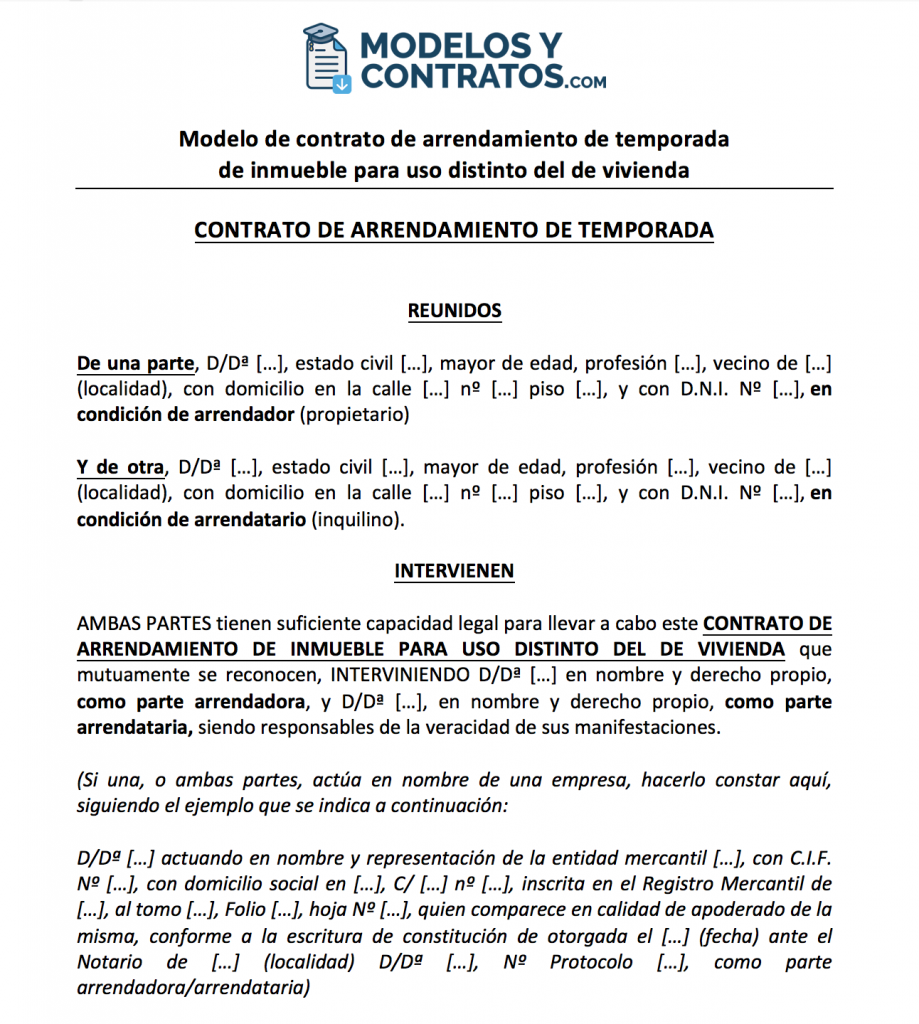 MODELOS Y
CONTRATOS.COM
Modelo de contrato de arrendamiento de temporada
de inmueble para uso distinto del de vivienda
CONTRATO DE ARRENDAMIENTO DE TEMPORADA
REUNIDOS
De una parte, D/Dª [...], estado civil [...], mayor de edad, profesión [...], vecino de [...]
(localidad), con domicilio en la calle [...] nº [...] piso [...], y con D.N.I. Nº [...], en
condición de arrendador (propietario)
Y de otra, D/Dª [...], estado civil [...], mayor de edad, profesión [...], vecino de [...]
(localidad), con domicilio en la calle [...] nº [...] piso [...], y con D.N.I. Nº [...], en
condición de arrendatario (inquilino).
INTERVIENEN
AMBAS PARTES tienen suficiente capacidad legal para llevar a cabo este CONTRATO DE
ARRENDAMIENTO DE INMUEBLE PARA USO DISTINTO DEL DE VIVIENDA que
mutuamente se reconocen, INTERVINIENDO D/Dª [...] en nombre y derecho propio,
como parte arrendadora, y D/Dª [...], en nombre y derecho propio, como parte
arrendataria, siendo responsables de la veracidad de sus manifestaciones.
(Si una, o ambas partes, actúa en nombre de una empresa, hacerlo constar aquí,
siguiendo el ejemplo que se indica a continuación:
D/Dª [...] actuando en nombre y representación de la entidad mercantil [...], con C.I.F.
Nº [...], con domicilio social en [...], C/ [...] nº [...], inscrita en el Registro Mercantil de
[...], al tomo [...], Folio [...], hoja Nº [...], quien comparece en calidad de apoderado de la
misma, conforme a la escritura de constitución de otorgada el [...] (fecha) ante el
Notario de [...] (localidad) D/Dª [...], Nº Protocolo [...], como parte
arrendadora/arrendataria)